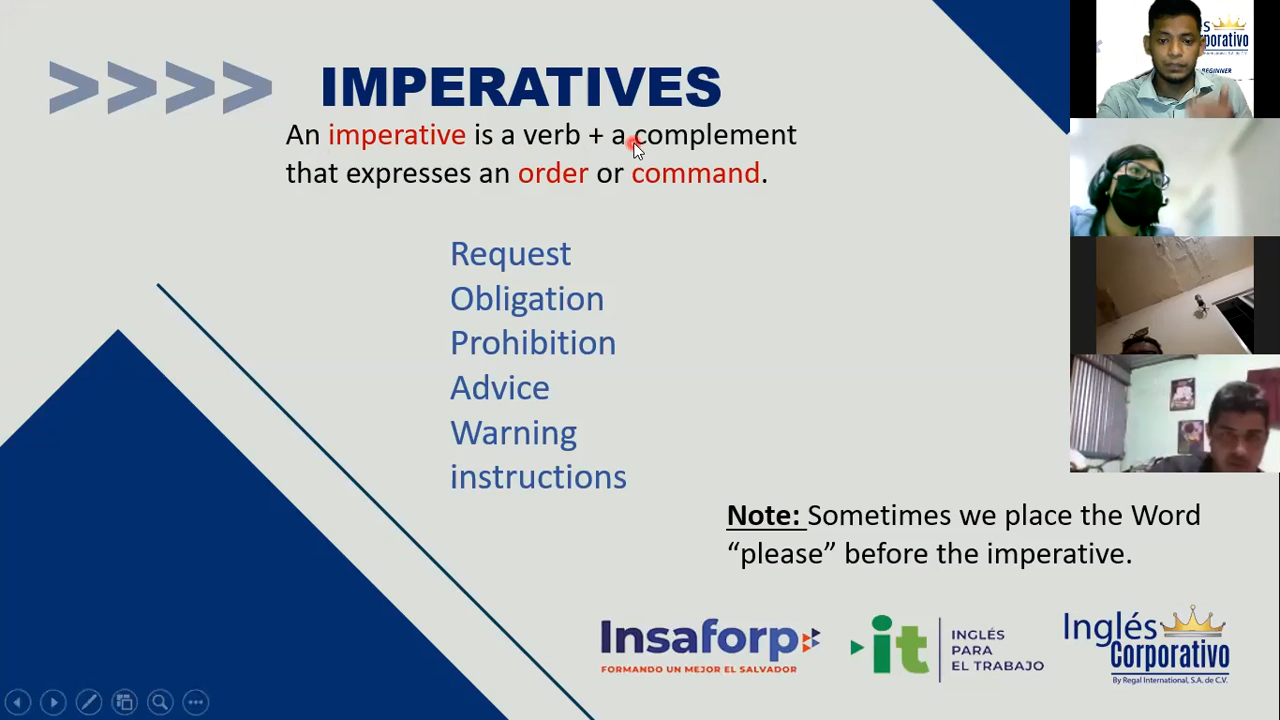 >>>> IMPERATIVES
An imperative is a verb + a complement
that expresses an order or command.
Request
Obligation
Prohibition
Advice
Warning
instructions
Note: Sometimes we place the Word
“please” before the imperative.
Insaforp
FORMANDO UN MEJOR EL SALVADOR
it
INGLÉS
PARA
EL TRABAJO
Inglés
Corporativo
By Regal International, S.A. de C.V.
porativo
BEGINNER